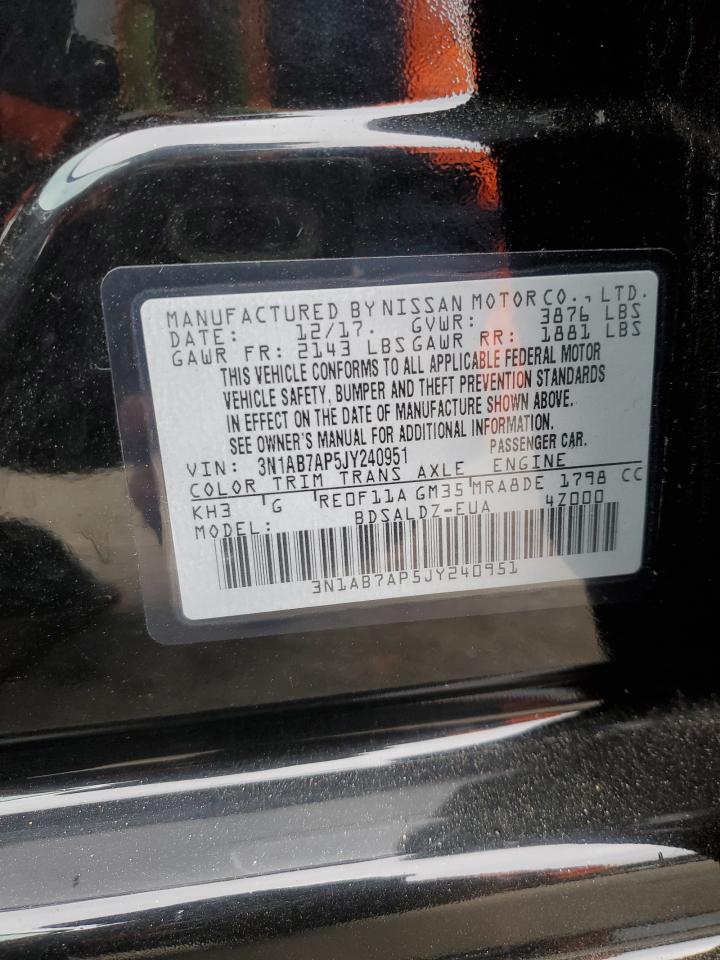 MANUFACTURED BY NISSAN MOTOR CO., LTD.
DATE: 12/17. GVWR: 3876 LBS
GAWR FR: 2143 LBS GAWR RR: 1881 LBS
THIS VEHICLE CONFORMS TO ALL APPLICABLE FEDERAL MOTOR
VEHICLE SAFETY, BUMPER AND THEFT PREVENTION STANDARDS
IN EFFECT ON THE DATE OF MANUFACTURE SHOWN ABOVE.
SEE OWNER'S MANUAL FOR ADDITIONAL INFORMATION.
VIN: 3N1AB7AP5JY240951 PASSENGER CAR.
COLOR TRIM TRANS AXLE ENGINE
KH3 G RE0F11A GM35 MRA8DE 1798 CC
MODEL: BDSALDZ-EUA 4Z000
3N1AB7AP5JY240951